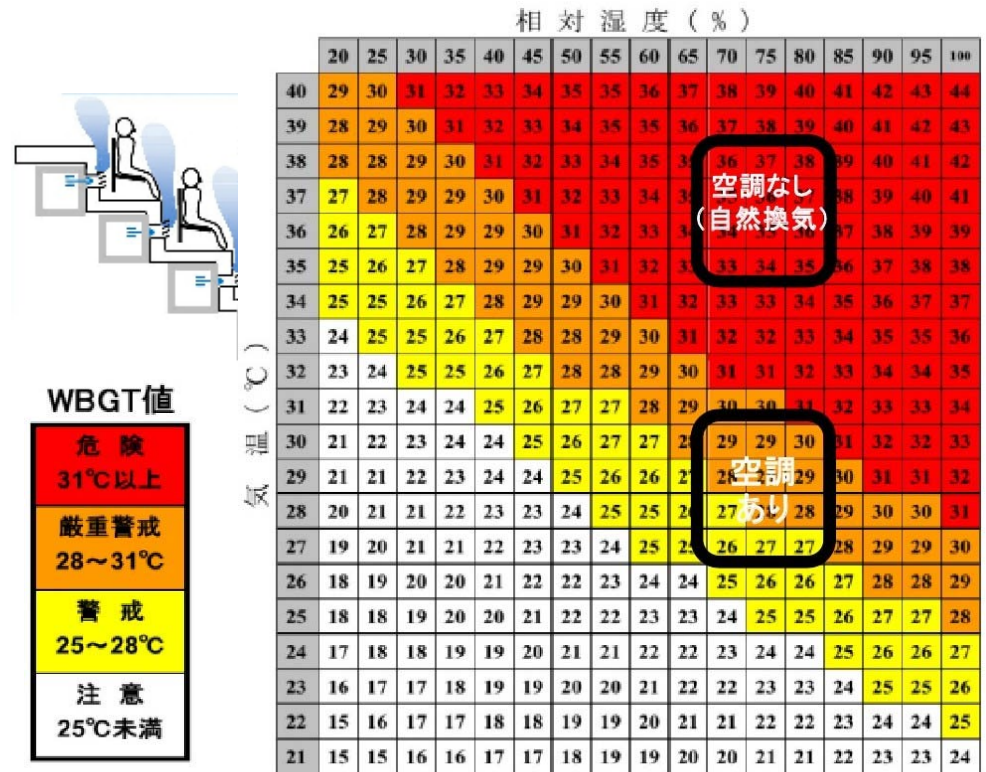 相対湿度(%)
20 25 30 35 40 45 50 55 60 65 70 75 80 85 90 95 100
40 29 30 31 32 33 34 35 35 36 37 38 39 40 41 42 43 44
39 28 29 30 31 32 33 34 35 35 36 37 38 39 40 41 42 43
38 28 28 29 30 31 32 33 34 35 36 37 38 39 40 41 42
37 27 28 29 29 30 31 32 33 34 38 39 40 41
36 26 27 28 29 29 30 31 32 33 37 38 39 39
35 25 26 27 28 29 29 30 31 32 33 34 35 36 37 38 38
34 25 25 26 27 28 29 29 30 31 32 33 33 34 35 36 37 37
33 24 25 25 26 27 28 28 29 30 31 32 32 33 34 35 35 36
32 23 24 25 25 26 27 28 28 29 30 31 31 32 33 34 34 35
31 22 23 24 24 25 26 27 27 28 29 30 30 31 32 33 33 34
30 21 22 23 24 24 25 26 27 27 28 29 29 30 31 32 32 33
29 21 21 22 23 24 24 25 26 26 27 28 29 30 31 31 32
28 20 21 21 22 23 23 24 25 25 26 27 28 29 30 30 31
27 19 20 21 21 22 23 23 24 25 25 26 27 27 28 29 29 30
26 18 19 20 20 21 22 22 23 24 24 25 26 26 27 28 28 29
25 18 18 19 20 20 21 22 22 23 23 24 25 25 26 27 27 28
24 17 18 18 19 19 20 21 21 22 22 23 24 24 25 26 26 27
23 16 17 17 18 19 19 20 20 21 22 22 23 23 24 25 25 26
22 15 16 17 17 18 18 19 19 20 21 21 22 22 23 24 24 25
21 15 15 16 16 17 17 18 19 19 20 20 21 21 22 23 23 24
気温(℃)
空調なし
(自然換気)
空調
あり
WBGT値
危険
31℃以上
厳重警戒
28～31℃
警戒
25～28℃
注意
25℃未満